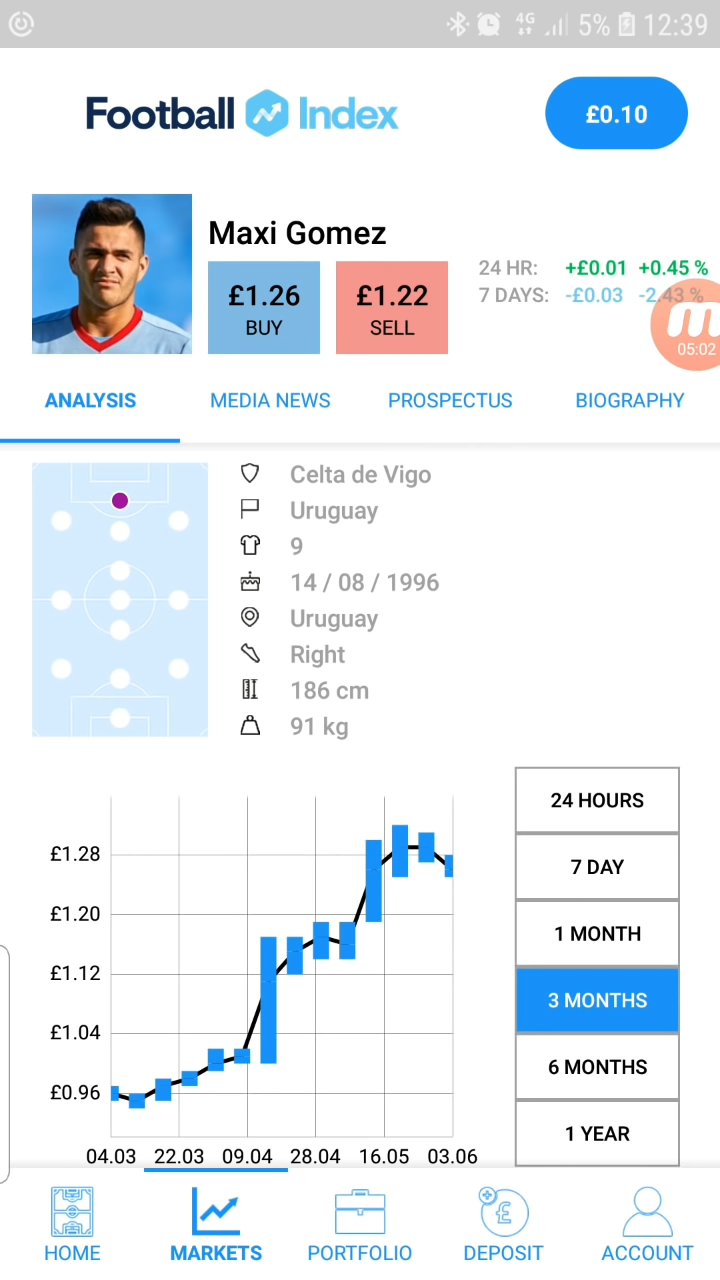 4G 5% 12:39
Football Index
£0.10
Maxi Gomez
£1.26
BUY
£1.22
SELL
24 HR: +£0.01 +0.45 %
7 DAYS: -£0.03 -2.43 %
05:02
ANALYSIS MEDIA NEWS PROSPECTUS BIOGRAPHY
Celta de Vigo
Uruguay
9
14 / 08 / 1996
Uruguay
Right
186 cm
91 kg
£1.28
£1.20
£1.12
£1.04
£0.96
04.03 22.03 09.04 28.04 16.05 03.06
24 HOURS
7 DAY
1 MONTH
3 MONTHS
6 MONTHS
1 YEAR
HOME MARKETS PORTFOLIO DEPOSIT ACCOUNT